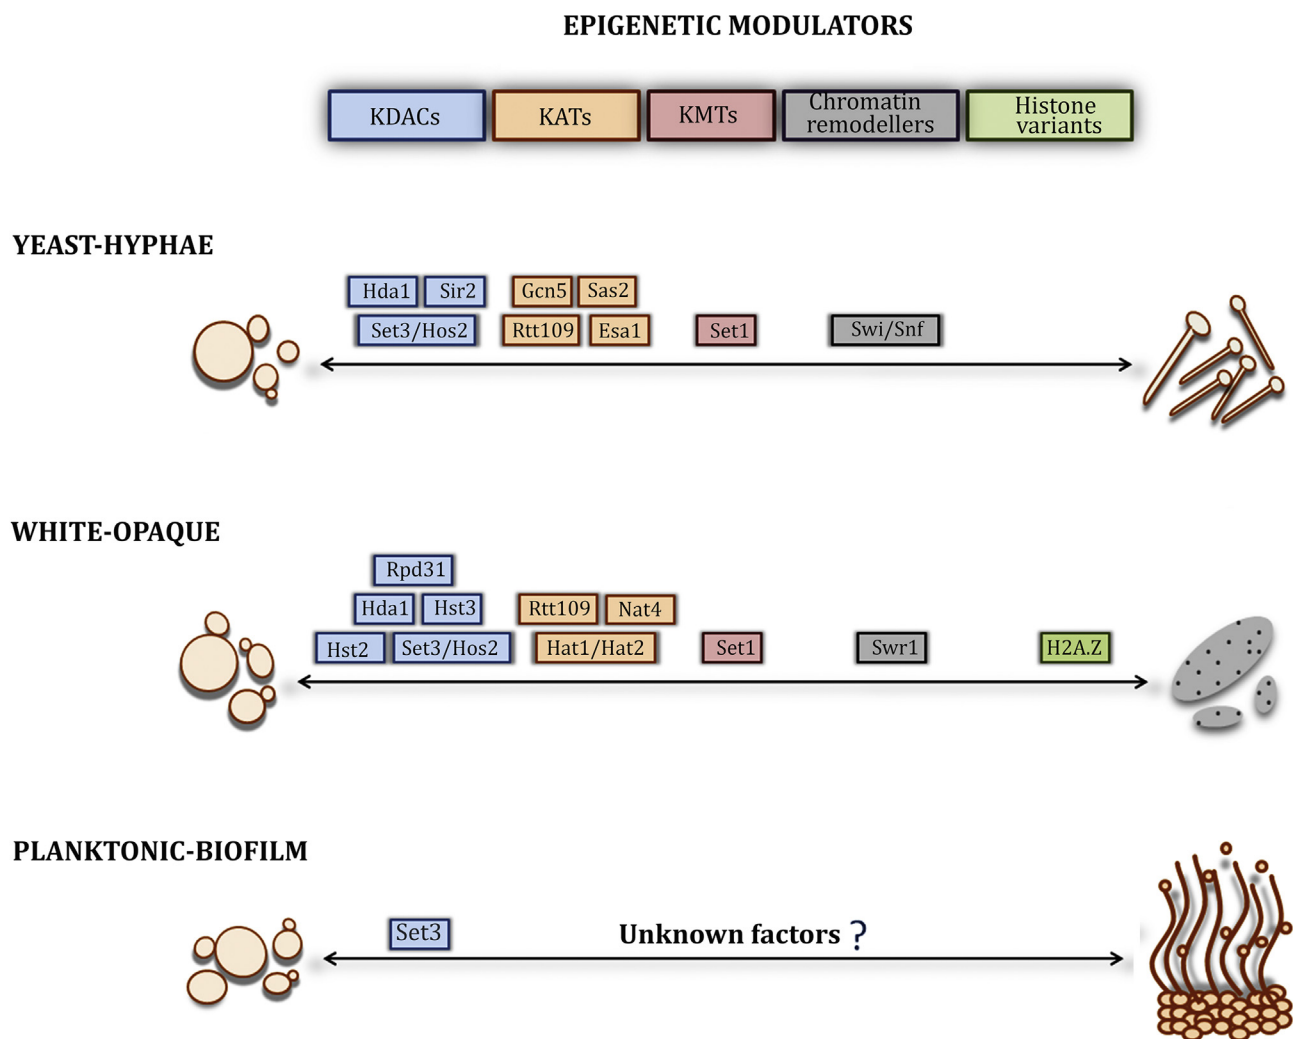 EPIGENETIC MODULATORS
KDACs KATs KMTs Chromatin remodellers Histone variants
YEAST-HYPHAE
Hda1 Sir2 Gcn5 Sas2
Set3/Hos2 Rtt109 Esa1 Set1 Swi/Snf
WHITE-OPAQUE
Rpd31
Hda1 Hst3 Rtt109 Nat4
Hst2 Set3/Hos2 Hat1/Hat2 Set1 Swr1 H2A.Z
PLANKTONIC-BIOFILM
Set3 Unknown factors ?